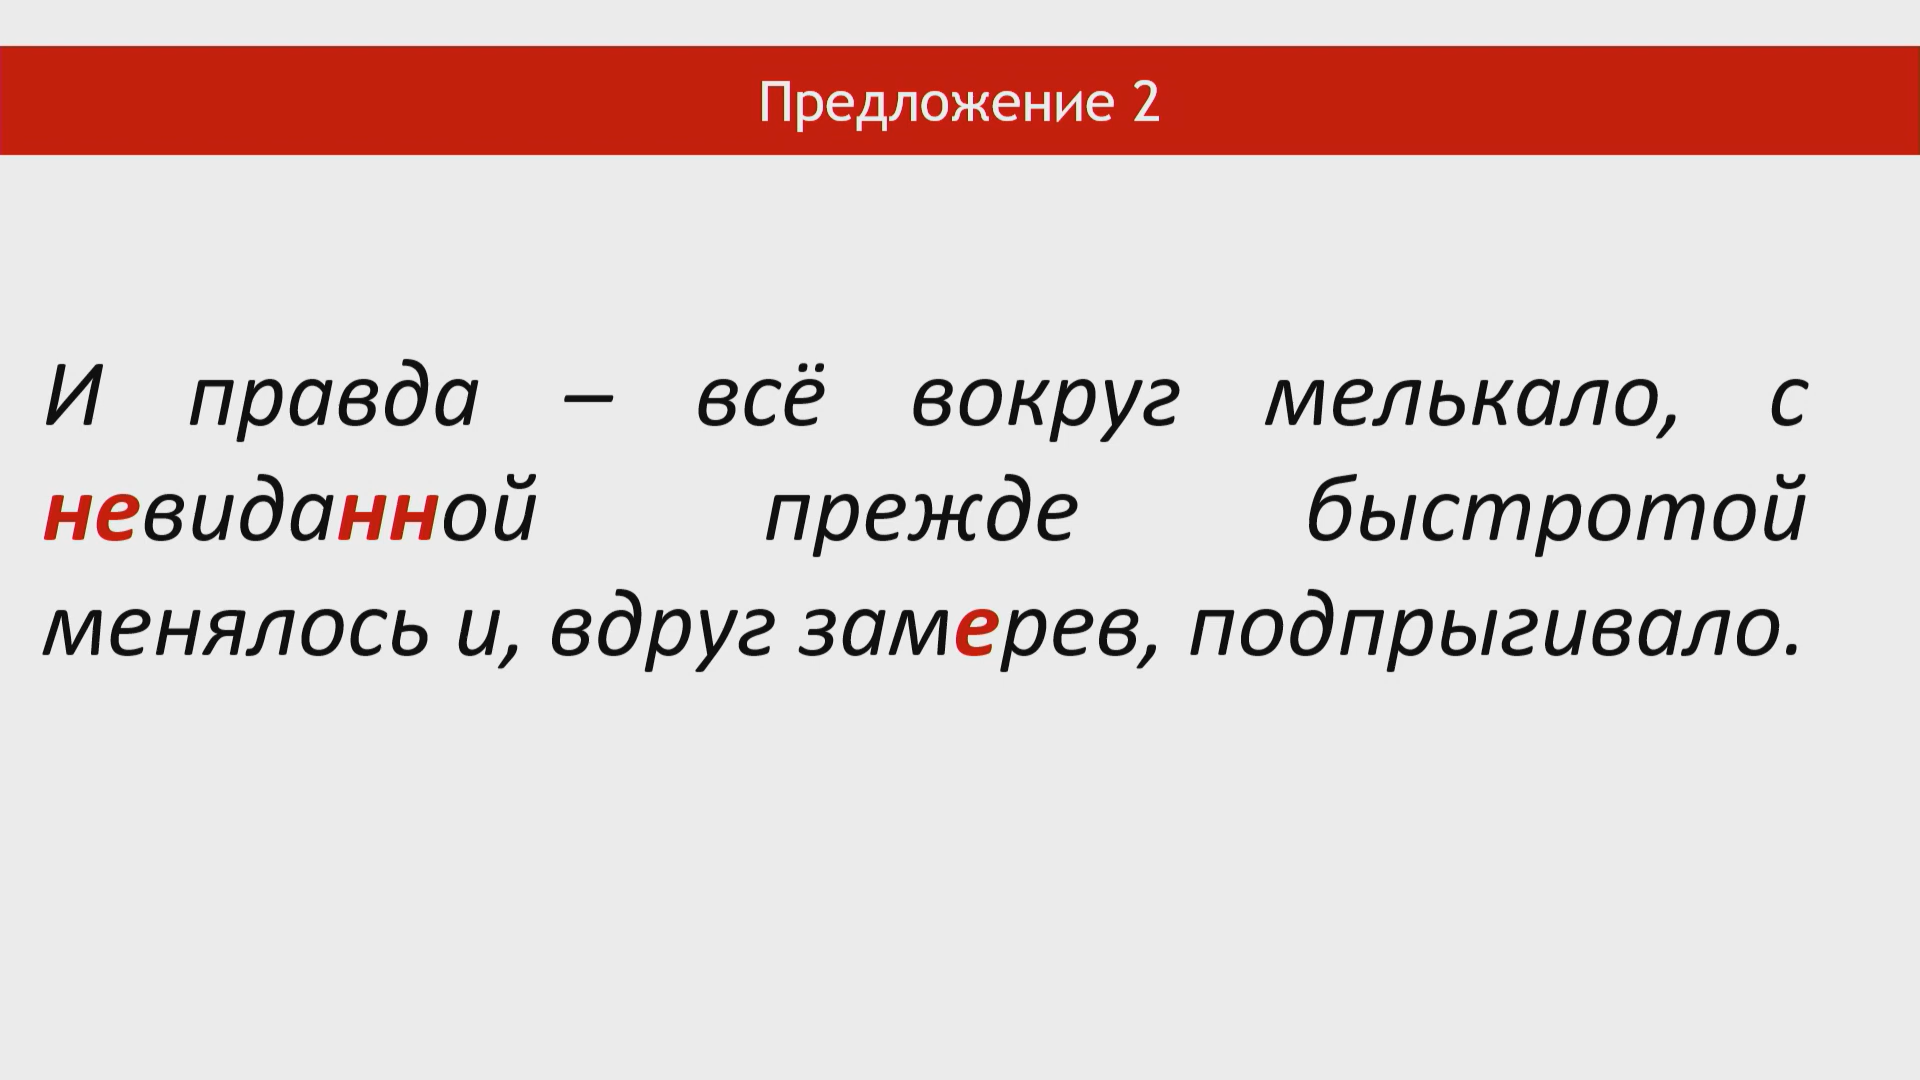 Предложение 2
И правда – всё вокруг мелькало, с
невиданной прежде быстротой
менялось и, вдруг замерев, подпрыгивало.